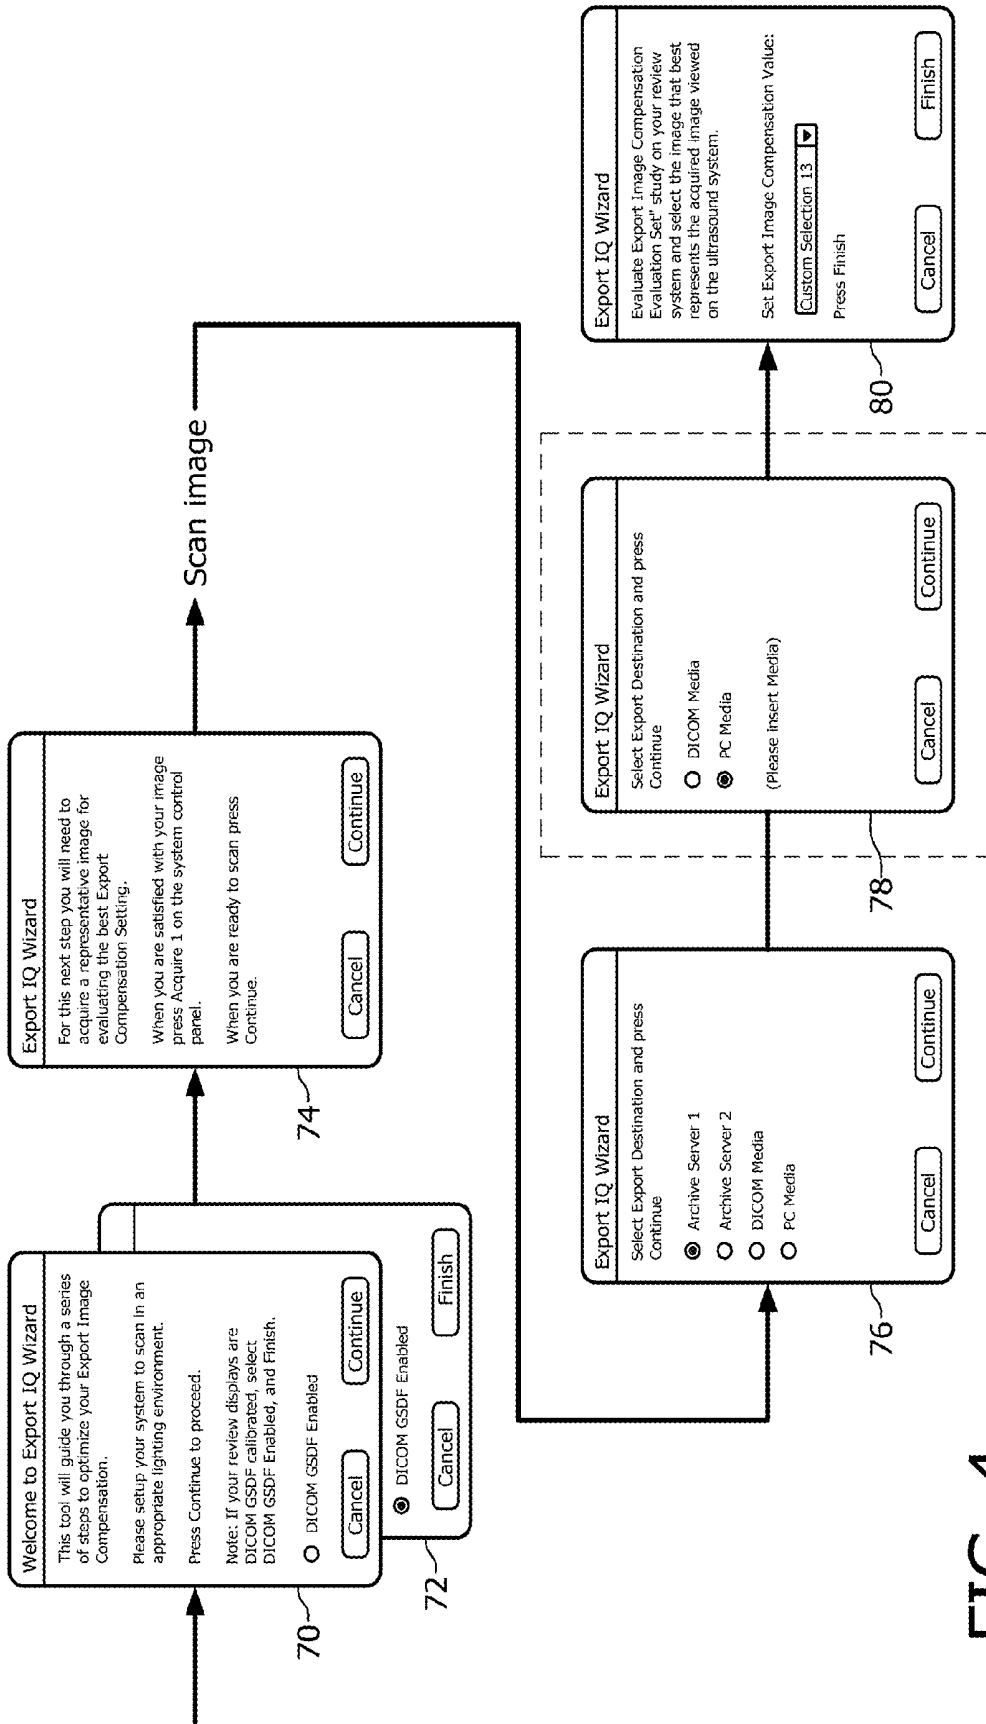 Welcome to Export IQ Wizard
This tool will guide you through a series
of steps to optimize your Export Image
Compensation.
Please setup your system to scan in an
appropriate lighting environment.
Press Continue to proceed.
Note: If your review displays are
DICOM GSDF calibrated, select
DICOM GSDF Enabled, and Finish.
DICOM GSDF Enabled
Cancel
Continue
70
DICOM GSDF Enabled
Cancel
Finish
72
Export IQ Wizard
For this next step you will need to
acquire a representative image for
evaluating the best Export
Compensation Setting.
When you are satisfied with your image
press Acquire 1 on the system control
panel.
When you are ready to scan press
Continue.
Cancel
Continue
74
Scan image
Export IQ Wizard
Select Export Destination and press
Continue
Archive Server 1
Archive Server 2
DICOM Media
PC Media
Cancel
Continue
76
Export IQ Wizard
Select Export Destination and press
Continue
DICOM Media
PC Media
(Please insert Media)
Cancel
Continue
78
Export IQ Wizard
Evaluate Export Image Compensation
Evaluation Set" study on your review
system and select the image that best
represents the acquired image viewed
on the ultrasound system.
Set Export Image Compensation Value:
Custom Selection 13
Press Finish
Cancel
Finish
80